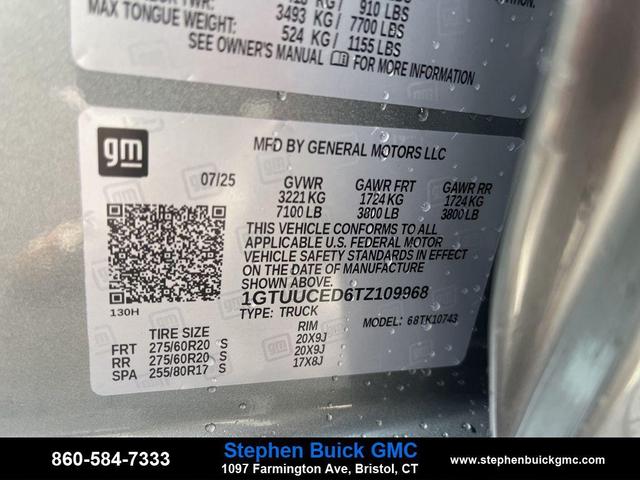 KG/ 910 LBS
3493 KG / 7700 LBS
MAX TONGUE WEIGHT: 524 KG / 1155 LBS
SEE OWNER'S MANUAL FOR MORE INFORMATION
gm
MFD BY GENERAL MOTORS LLC
07/25 GVWR GAWR FRT GAWR RR
3221 KG 1724 KG 1724 KG
7100 LB 3800 LB 3800 LB
THIS VEHICLE CONFORMS TO ALL
APPLICABLE U.S. FEDERAL MOTOR
VEHICLE SAFETY STANDARDS IN EFFECT
ON THE DATE OF MANUFACTURE
SHOWN ABOVE.
1GTUUCED6TZ109968
130H
TYPE: TRUCK MODEL: 68TK10743
TIRE SIZE RIM
FRT 275/60R20 S 20X9J
RR 275/60R20 S 20X9J
SPA 255/80R17 S 17X8J
860-584-7333
Stephen Buick GMC
1097 Farmington Ave, Bristol, CT
www.stephenbuickgmc.com